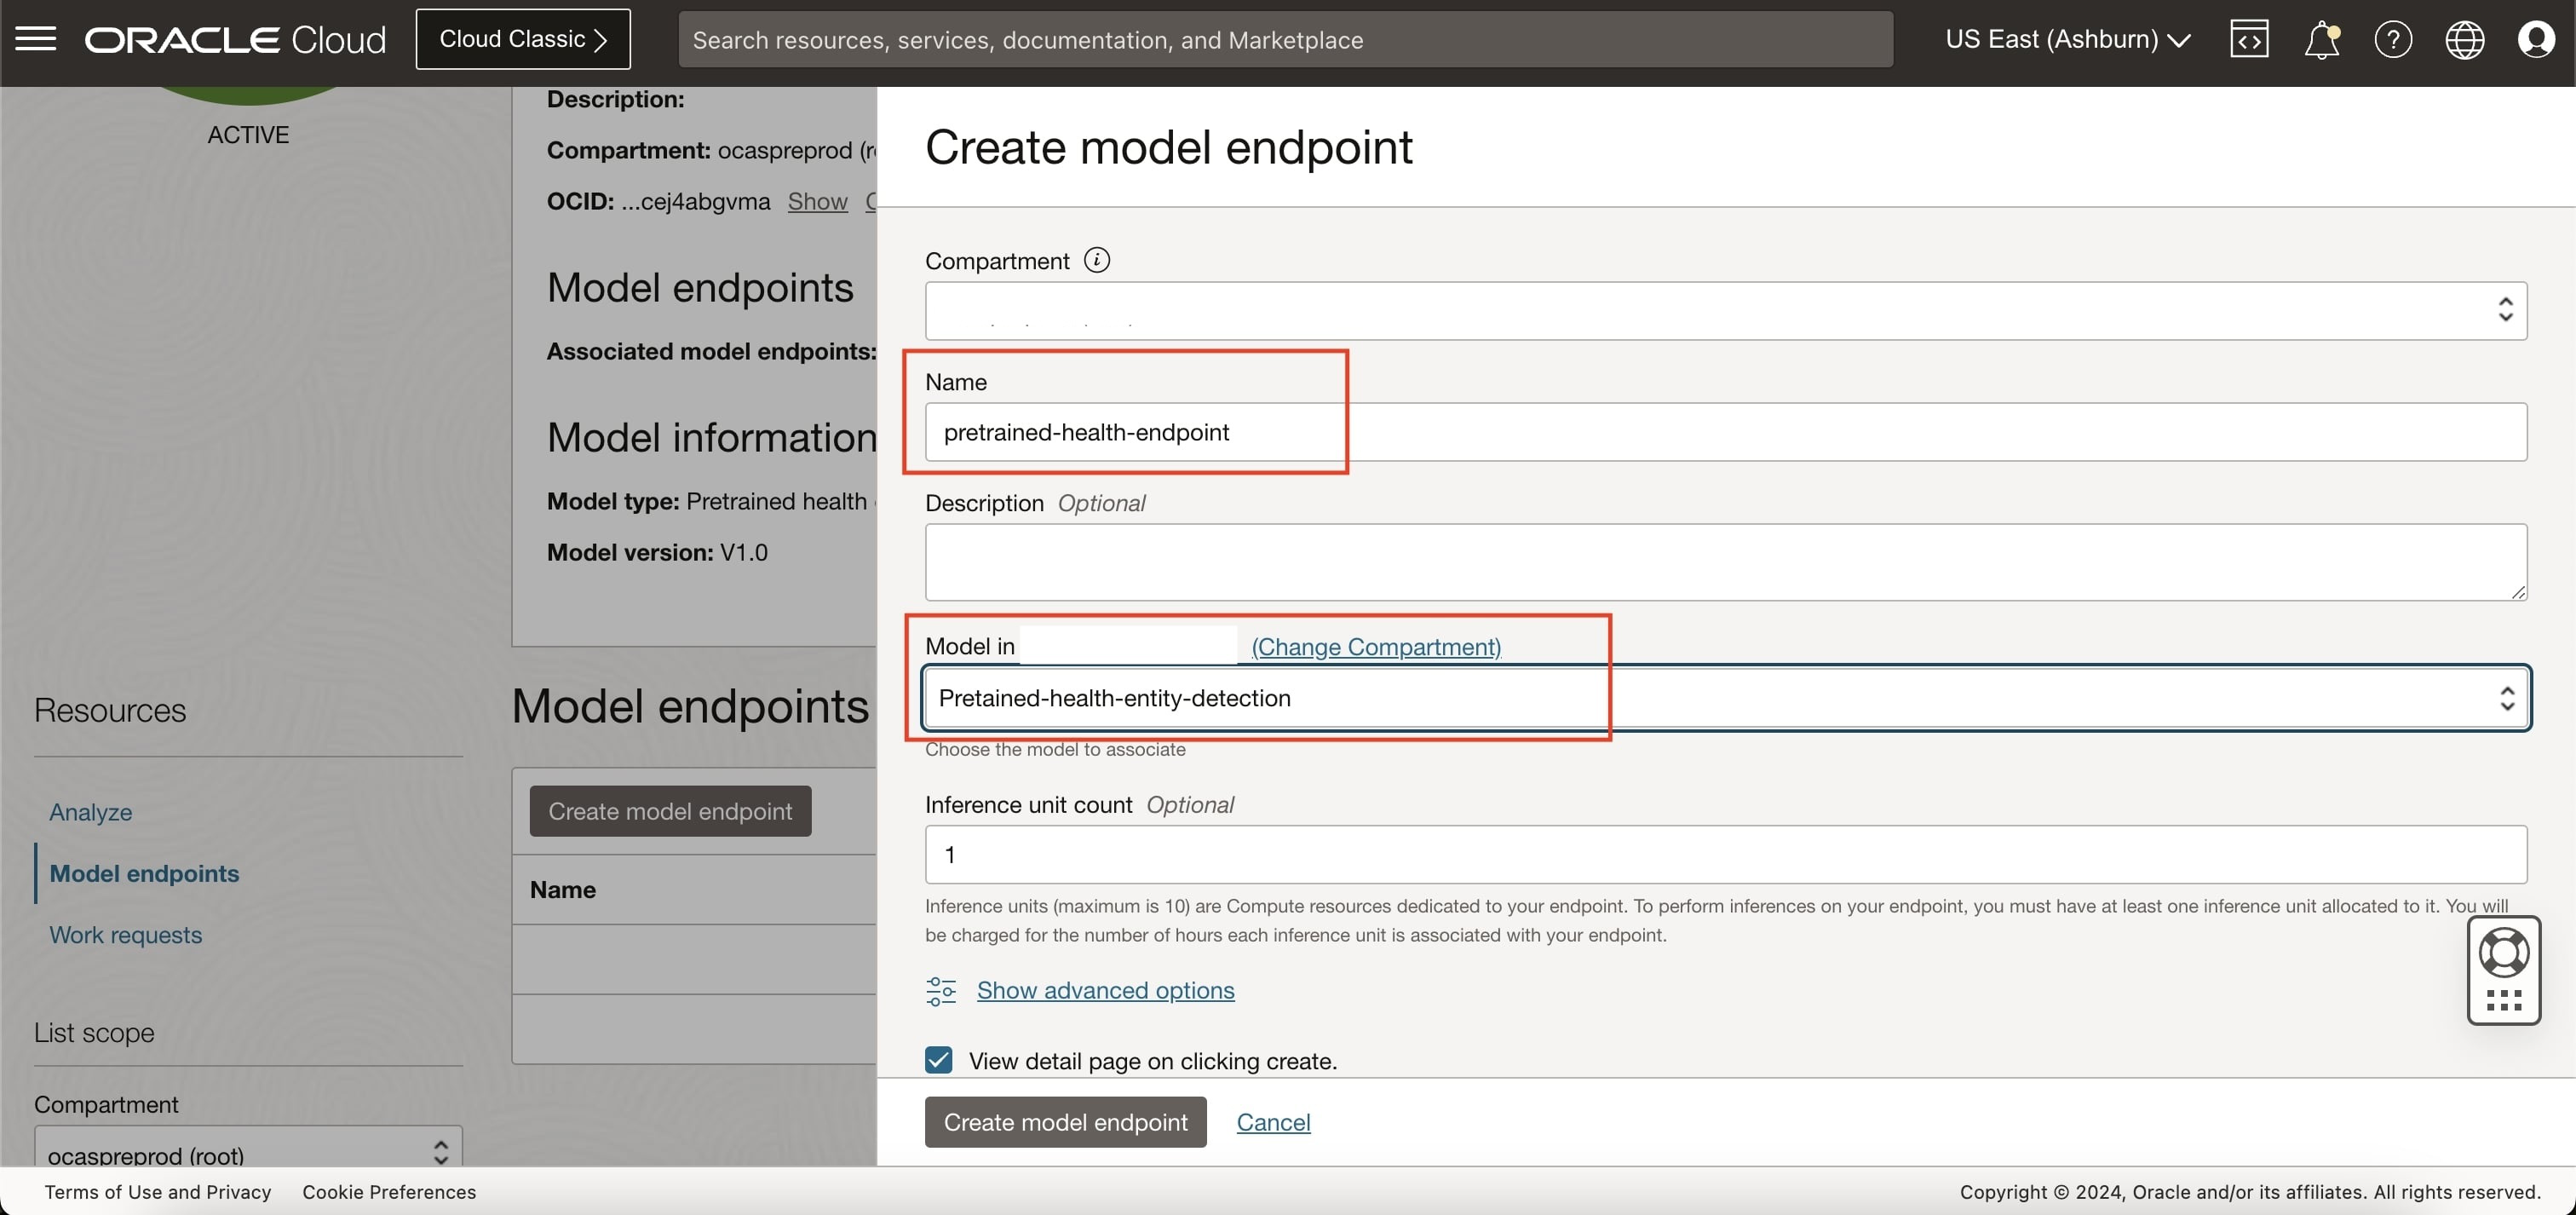 ORACLE Cloud
Cloud Classic
Search resources, services, documentation, and Marketplace
US East (Ashburn)
ACTIVE
Description:
Compartment: ocaspreprod
OCID: ...cej4abgvma Show
Model endpoints
Associated model endpoints:
Model information
Model type: Pretrained health
Model version: V1.0
Resources
Analyze
Model endpoints
Work requests
List scope
Compartment
ocaspreprod (root)
Model endpoints
Create model endpoint
Name
Create model endpoint
Compartment
Name
pretrained-health-endpoint
Description Optional
Model in (Change Compartment)
Pretained-health-entity-detection
Choose the model to associate
Inference unit count Optional
1
Inference units (maximum is 10) are Compute resources dedicated to your endpoint. To perform inferences on your endpoint, you must have at least one inference unit allocated to it. You will
be charged for the number of hours each inference unit is associated with your endpoint.
Show advanced options
View detail page on clicking create.
Create model endpoint Cancel
Terms of Use and Privacy Cookie Preferences
Copyright © 2024, Oracle and/or its affiliates. All rights reserved.